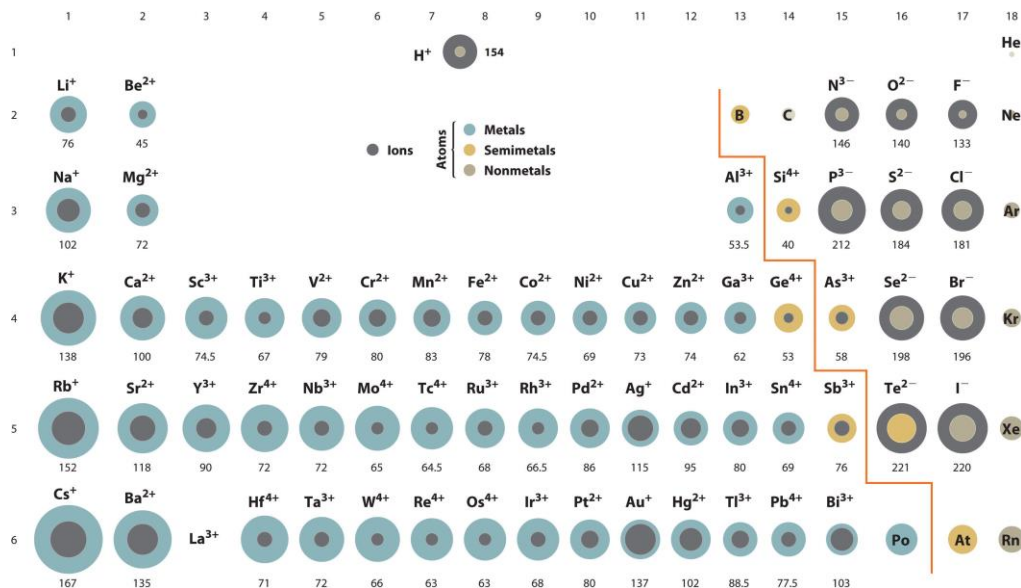 1 2 3 4 5 6 7 8 9 10 11 12 13 14 15 16 17 18
1 H⁺ 154 He
Li⁺ Be²⁺ N³⁻ O²⁻ F⁻
2 B C Ne
76 45 146 140 133
Ions
Atoms
Metals
Semimetals
Nonmetals
Na⁺ Mg²⁺ Al³⁺ Si⁴⁺ P³⁻ S²⁻ Cl⁻
3 Ar
102 72 53.5 40 212 184 181
K⁺ Ca²⁺ Sc³⁺ Ti³⁺ V²⁺ Cr²⁺ Mn²⁺ Fe²⁺ Co²⁺ Ni²⁺ Cu²⁺ Zn²⁺ Ga³⁺ Ge⁴⁺ As³⁺ Se²⁻ Br⁻
4 Kr
138 100 74.5 67 79 80 83 78 74.5 69 73 74 62 53 58 198 196
Rb⁺ Sr²⁺ Y³⁺ Zr⁴⁺ Nb³⁺ Mo⁴⁺ Tc⁴⁺ Ru³⁺ Rh³⁺ Pd²⁺ Ag⁺ Cd²⁺ In³⁺ Sn⁴⁺ Sb³⁺ Te²⁻ I⁻
5 Xe
152 118 90 72 72 65 64.5 68 66.5 86 115 95 80 69 76 221 220
Cs⁺ Ba²⁺ Hf⁴⁺ Ta³⁺ W⁴⁺ Re⁴⁺ Os⁴⁺ Ir³⁺ Pt²⁺ Au⁺ Hg²⁺ Tl³⁺ Pb⁴⁺ Bi³⁺
6 La³⁺ Po At Rn
167 135 71 72 66 63 63 68 80 137 102 88.5 77.5 103